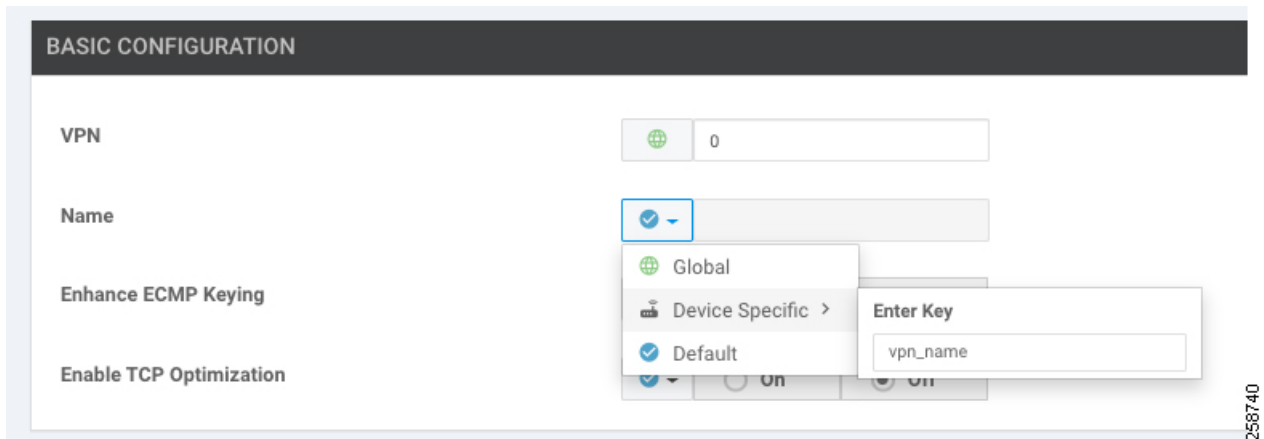 BASIC CONFIGURATION
VPN
0
Name
Global
Enhance ECMP Keying
Device Specific
Enter Key
vpn_name
Default
Enable TCP Optimization
On
Off
258740